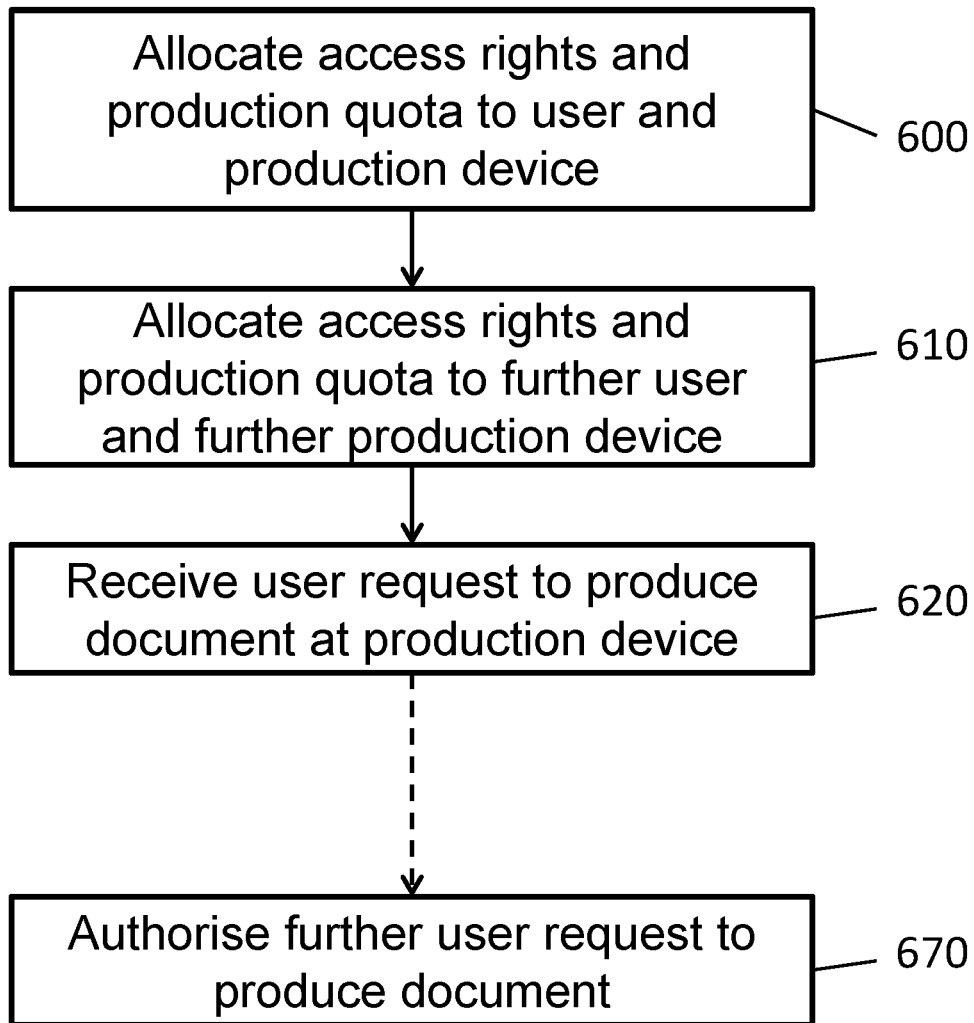 Allocate access rights and
production quota to user and
production device
600
Allocate access rights and
production quota to further user
and further production device
610
Receive user request to produce
document at production device
620
Authorise further user request to
produce document
670